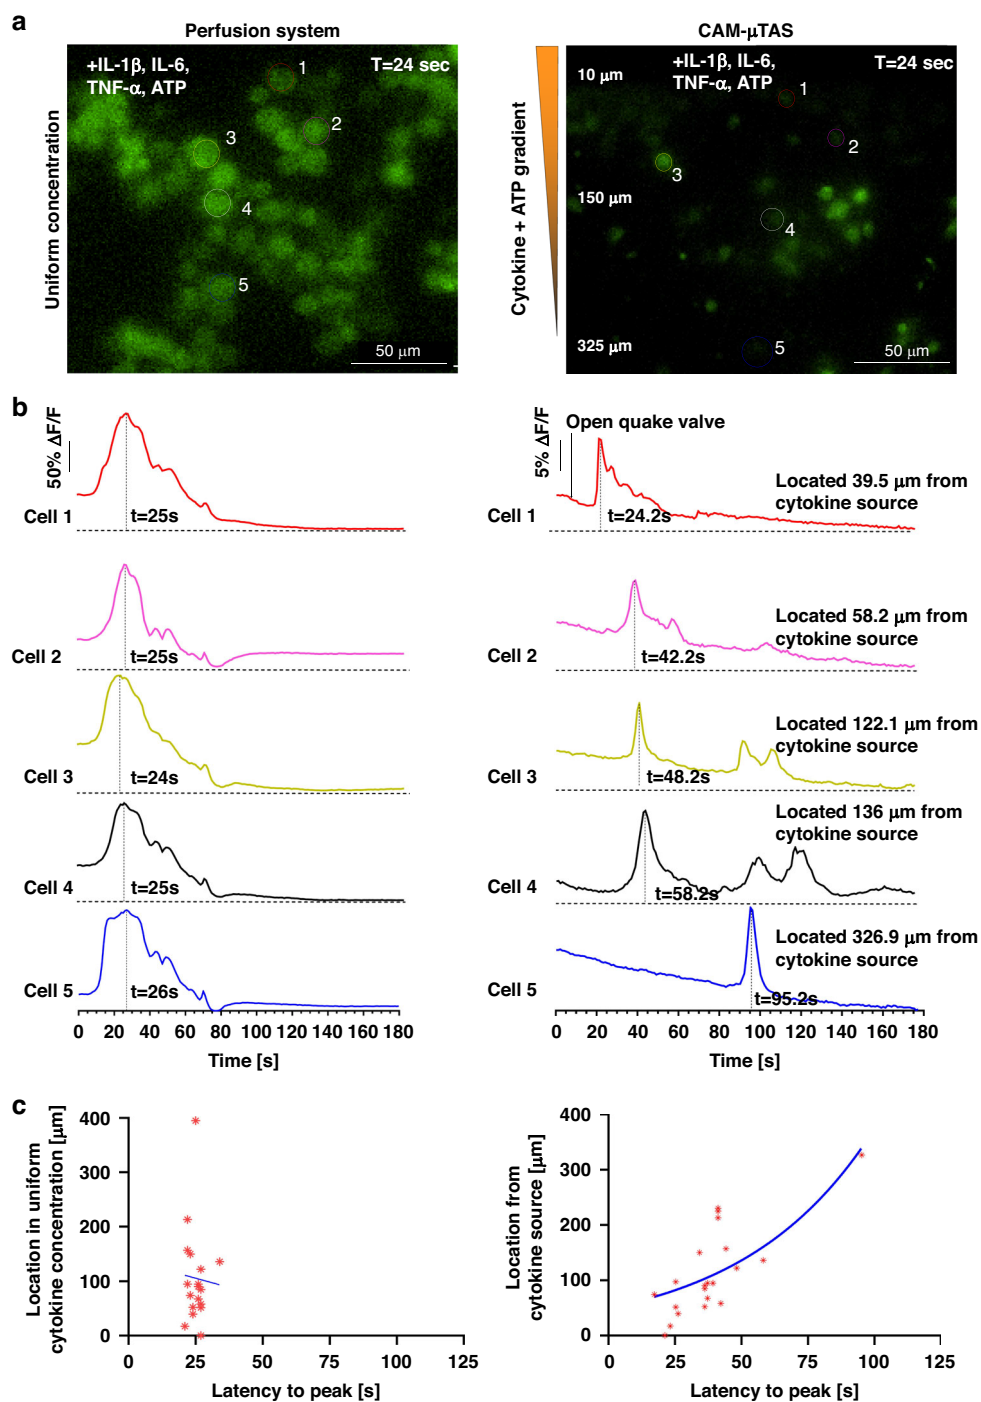 a
Perfusion system
Uniform concentration
+IL-1β, IL-6,
TNF-α, ATP
T=24 sec
1
2
3
4
5
50 μm
CAM-μTAS
Cytokine + ATP gradient
10 μm
150 μm
325 μm
+IL-1β, IL-6,
TNF-α, ATP
T=24 sec
1
2
3
4
5
50 μm
b
50% ΔF/F
Cell 1
t=25s
Cell 2
t=25s
Cell 3
t=24s
Cell 4
t=25s
Cell 5
t=26s
0 20 40 60 80 100 120 140 160 180
Time [s]
5% ΔF/F
Open quake valve
Located 39.5 μm from
cytokine source
Cell 1
t=24.2s
Located 58.2 μm from
cytokine source
Cell 2
t=42.2s
Located 122.1 μm from
cytokine source
Cell 3
t=48.2s
Located 136 μm from
cytokine source
Cell 4
t=58.2s
Located 326.9 μm from
cytokine source
Cell 5
t=95.2s
0 20 40 60 80 100 120 140 160 180
Time [s]
c
Location in uniform
cytokine concentration [μm]
400
300
200
100
0
0 25 50 75 100 125
Latency to peak [s]
Location from
cytokine source [μm]
400
300
200
100
0
0 25 50 75 100 125
Latency to peak [s]